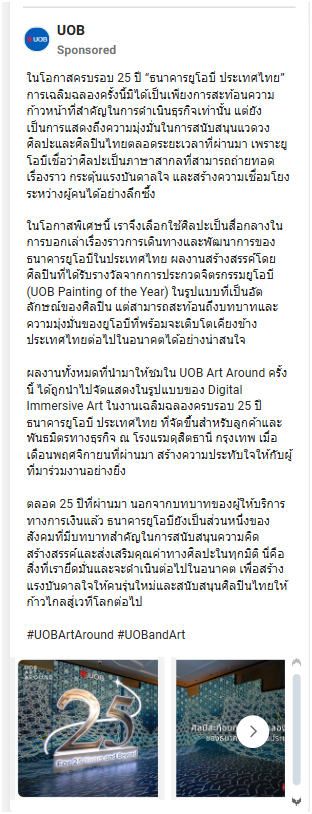 UOB
UOB
Sponsored
ในโอกาสครบรอบ 25 ปี “ธนาคารยูโอบี ประเทศไทย”
การเฉลิมฉลองครั้งนี้มิได้เป็นเพียงการสะท้อนความ
ก้าวหน้าที่สำคัญในการดำเนินธุรกิจเท่านั้น แต่ยัง
เป็นการแสดงถึงความมุ่งมั่นในการสนับสนุนแวดวง
ศิลปะและศิลปินไทยตลอดระยะเวลาที่ผ่านมา เพราะยู
โอบีเชื่อว่าศิลปะเป็นภาษาสากลที่สามารถถ่ายทอด
เรื่องราว กระตุ้นแรงบันดาลใจ และสร้างความเชื่อมโยง
ระหว่างผู้คนได้อย่างลึกซึ้ง
ในโอกาสพิเศษนี้ เราจึงเลือกใช้ศิลปะเป็นสื่อกลางใน
การบอกเล่าเรื่องราวการเดินทางและพัฒนาการของ
ธนาคารยูโอบีในประเทศไทย ผลงานสร้างสรรค์โดย
ศิลปินที่ได้รับรางวัลจากการประกวดจิตรกรรมยูโอบี
(UOB Painting of the Year) ในรูปแบบที่เป็นอัต
ลักษณ์ของศิลปิน แต่สามารถสะท้อนถึงบทบาทและ
ความมุ่งมั่นของยูโอบีที่พร้อมจะเติบโตเคียงข้าง
ประเทศไทยต่อไปในอนาคตได้อย่างน่าสนใจ
ผลงานทั้งหมดที่นำมาให้ชมใน UOB Art Around ครั้ง
นี้ ได้ถูกนำไปจัดแสดงในรูปแบบของ Digital
Immersive Art ในงานเฉลิมฉลองครบรอบ 25 ปี
ธนาคารยูโอบี ประเทศไทย ที่จัดขึ้นสำหรับลูกค้าและ
พันธมิตรทางธุรกิจ ณ โรงแรมดุสิตธานี กรุงเทพ เมื่อ
เดือนพฤศจิกายนที่ผ่านมา สร้างความประทับใจให้กับผู้
ที่มาร่วมงานอย่างยิ่ง
ตลอด 25 ปีที่ผ่านมา นอกจากบทบาทของผู้ให้บริการ
ทางการเงินแล้ว ธนาคารยูโอบียังเป็นส่วนหนึ่งของ
สังคมที่มีบทบาทสำคัญในการสนับสนุนความคิด
สร้างสรรค์และส่งเสริมคุณค่าทางศิลปะในทุกมิติ นี่คือ
สิ่งที่เรายึดมั่นและจะดำเนินต่อไปในอนาคต เพื่อสร้าง
แรงบันดาลใจให้คนรุ่นใหม่และสนับสนุนศิลปินไทยให้
ก้าวไกลสู่เวทีโลกต่อไป
#UOBArtAround #UOBandArt
UOB
ART
AROUND
UOB
25
For 25 Years and Beyond